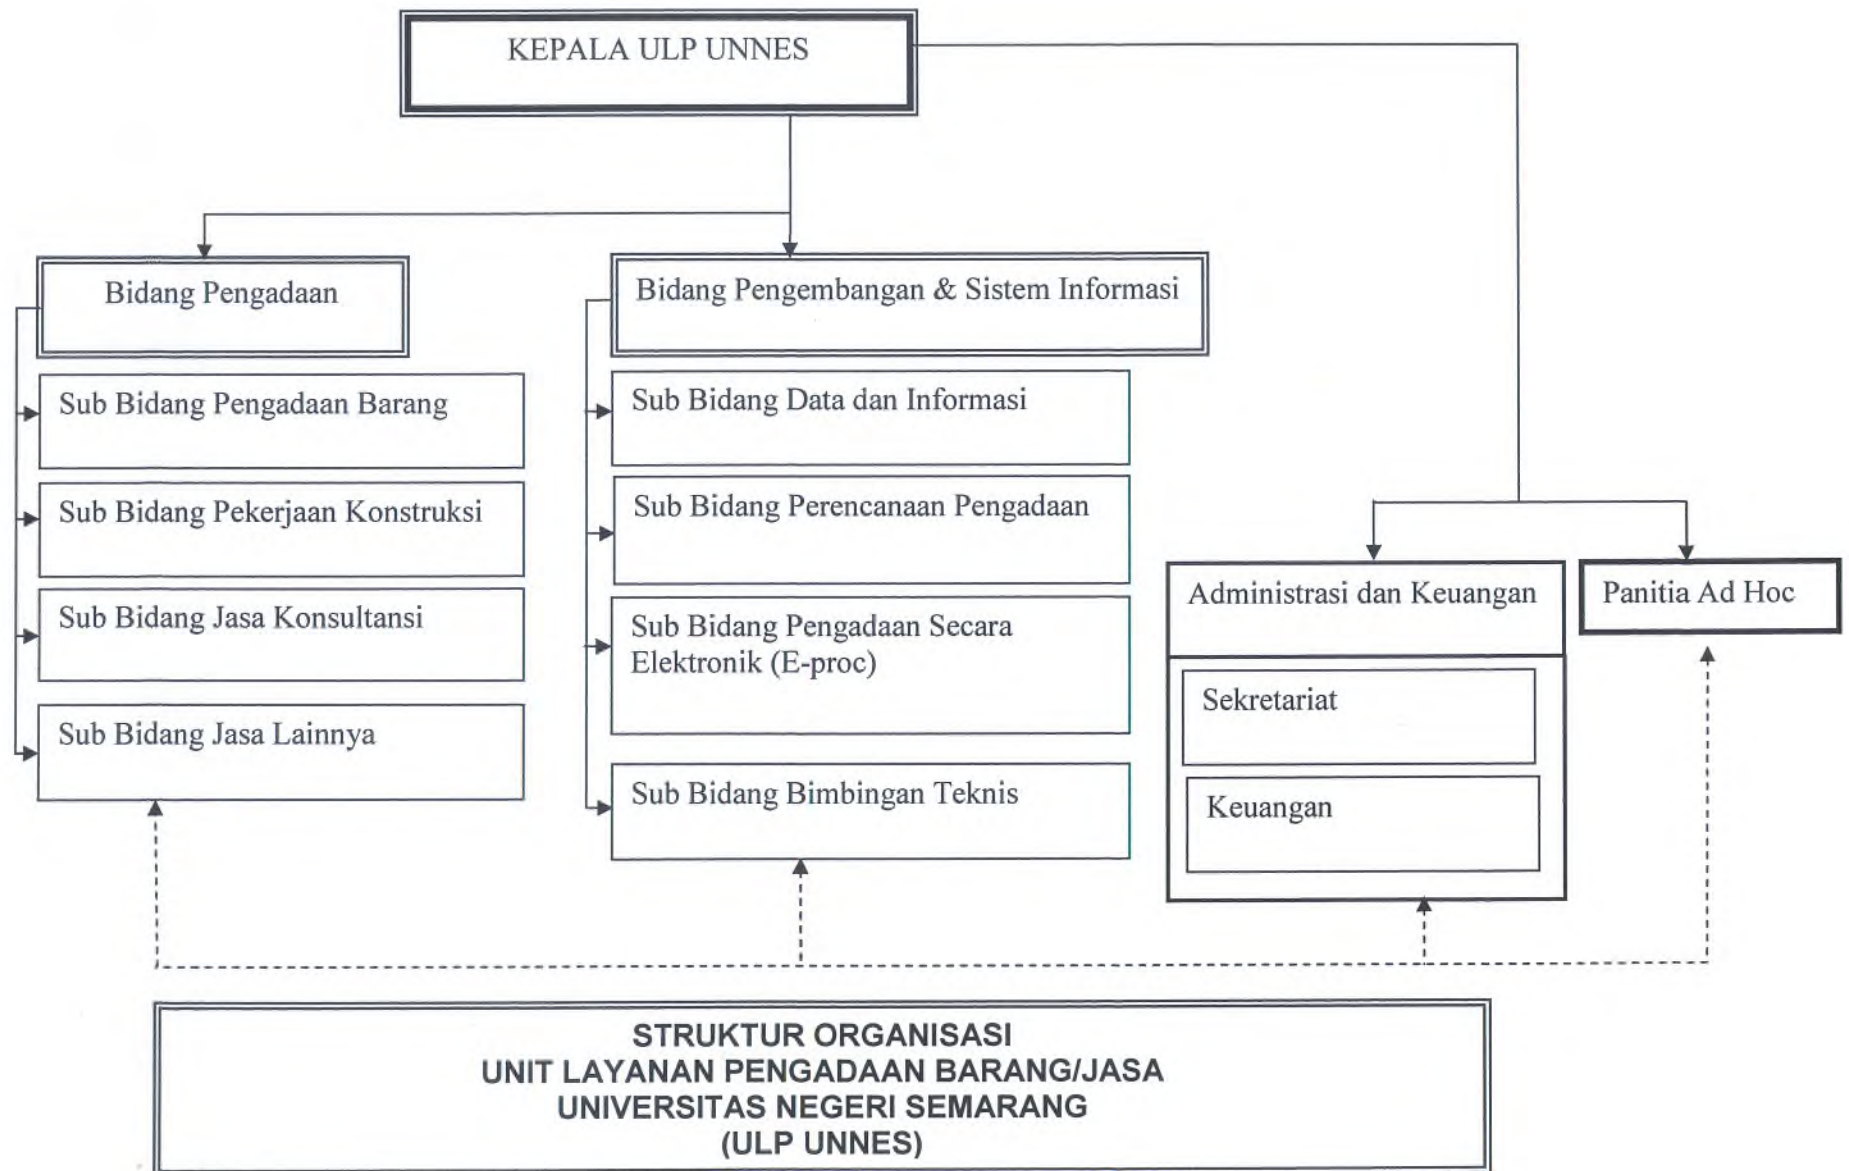 KEPALA ULP UNNES
Bidang Pengadaan
Sub Bidang Pengadaan Barang
Sub Bidang Pekerjaan Konstruksi
Sub Bidang Jasa Konsultansi
Sub Bidang Jasa Lainnya
Bidang Pengembangan & Sistem Informasi
Sub Bidang Data dan Informasi
Sub Bidang Perencanaan Pengadaan
Sub Bidang Pengadaan Secara
Elektronik (E-proc)
Sub Bidang Bimbingan Teknis
Administrasi dan Keuangan
Sekretariat
Keuangan
Panitia Ad Hoc
STRUKTUR ORGANISASI
UNIT LAYANAN PENGADAAN BARANG/JASA
UNIVERSITAS NEGERI SEMARANG
(ULP UNNES)